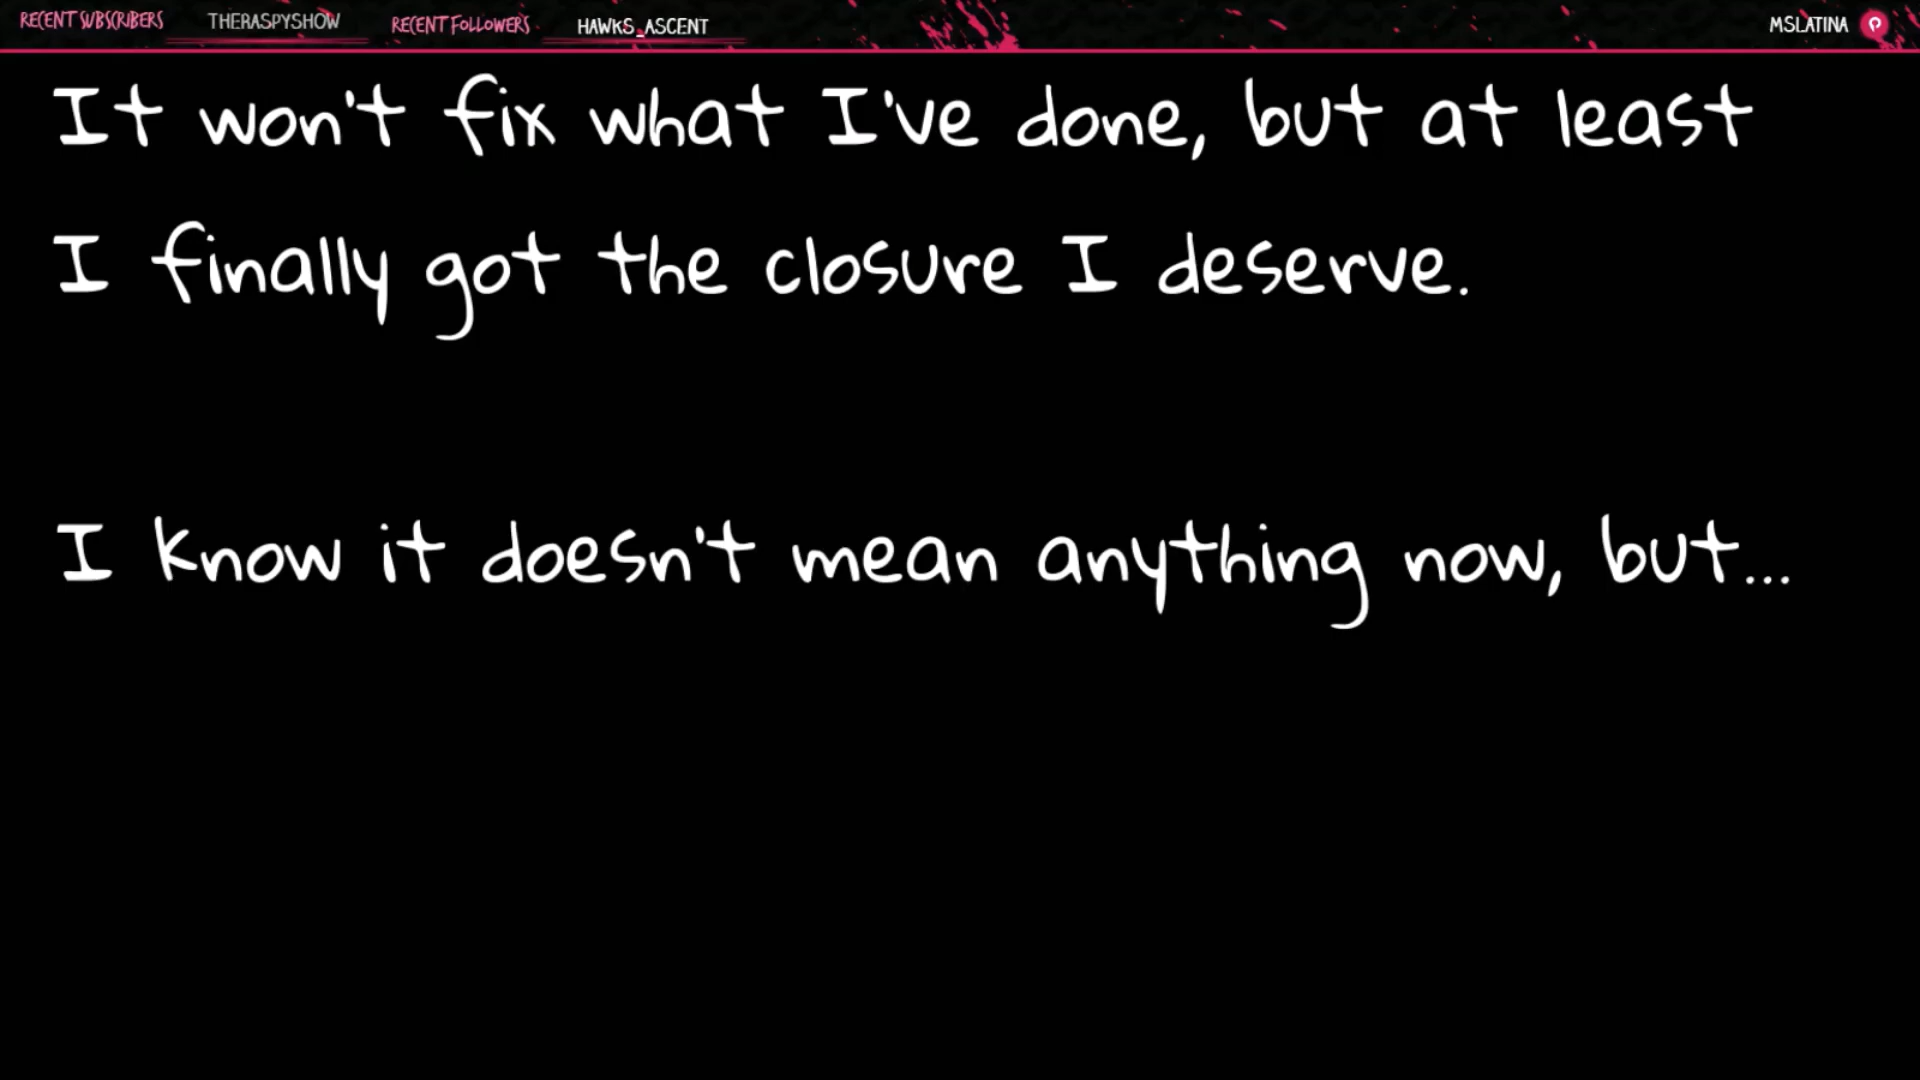 RECENT SUBSCRIBERS THERASPYSHOW RECENT FOLLOWERS HAWKS_ASCENT MSLATINA
It won't fix what I've done, but at least
I finally got the closure I deserve.
I know it doesn't mean anything now, but...